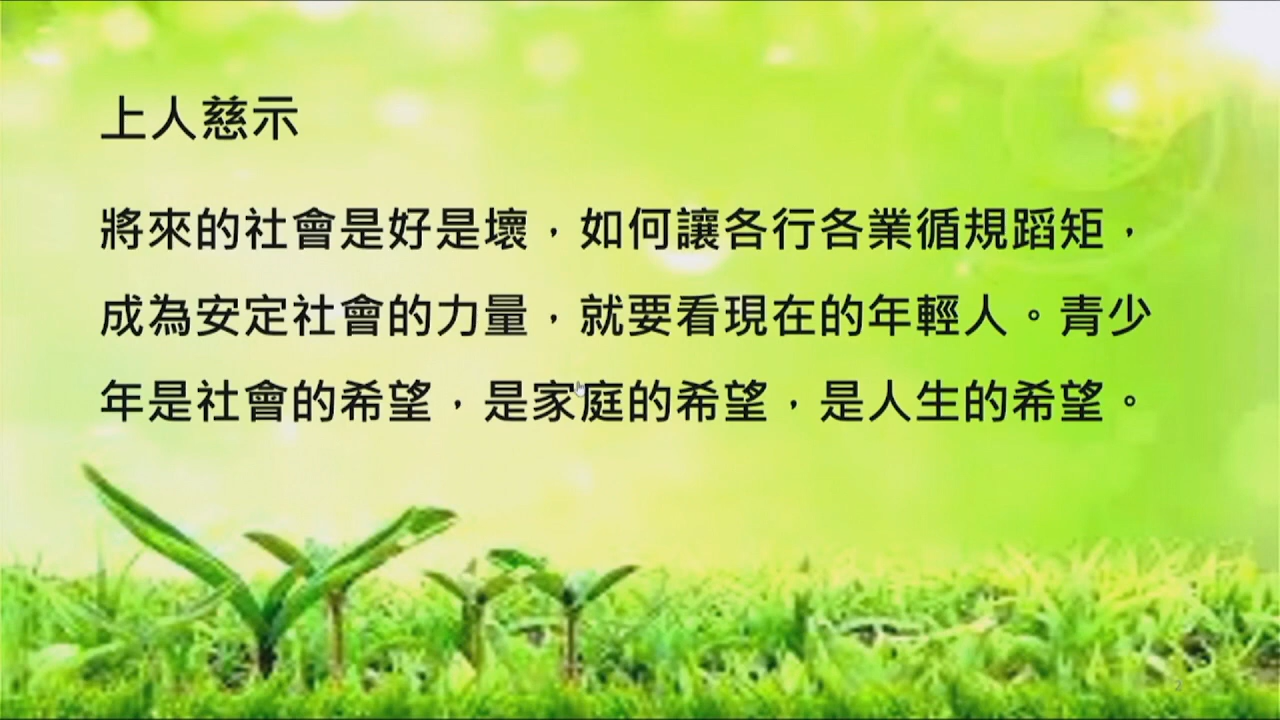 上人慈示
將來的社會是好是壞，如何讓各行各業循規蹈矩，
成為安定社會的力量，就要看現在的年輕人。青少
年是社會的希望，是家庭的希望，是人生的希望。
2